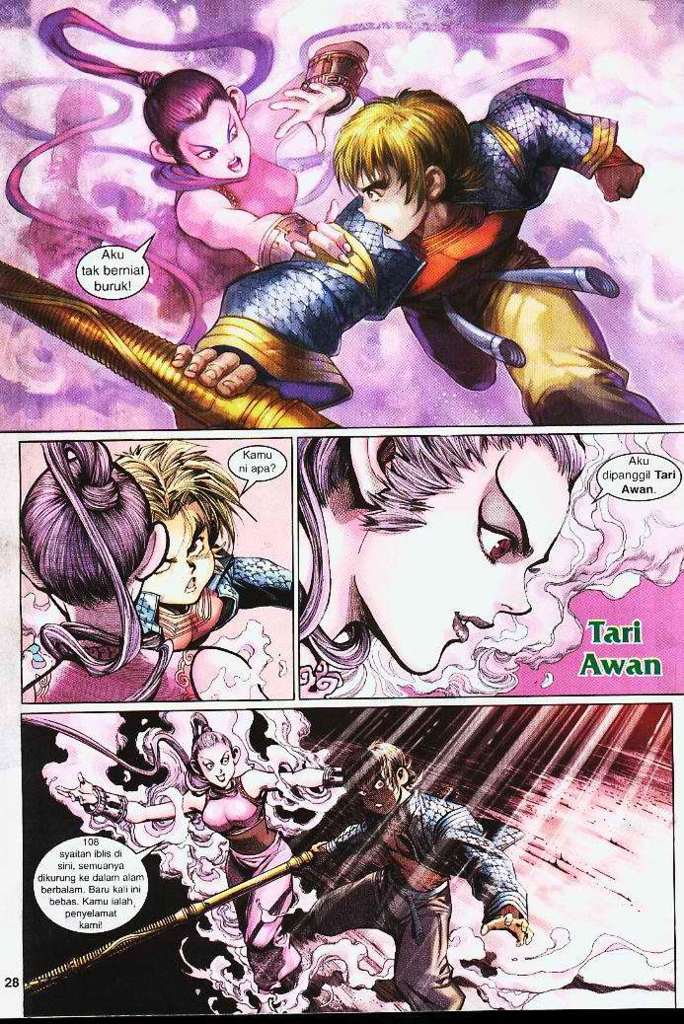 Aku
tak berniat
buruk!
Kamu
ni apa?
Aku
dipanggil Tari
Awan.
Tari
Awan
108
syaitan iblis di
sini, semuanya
dikurung ke dalam alam
berbalam. Baru kali ini
bebas. Kamu ialah
penyelamat
kami!
28